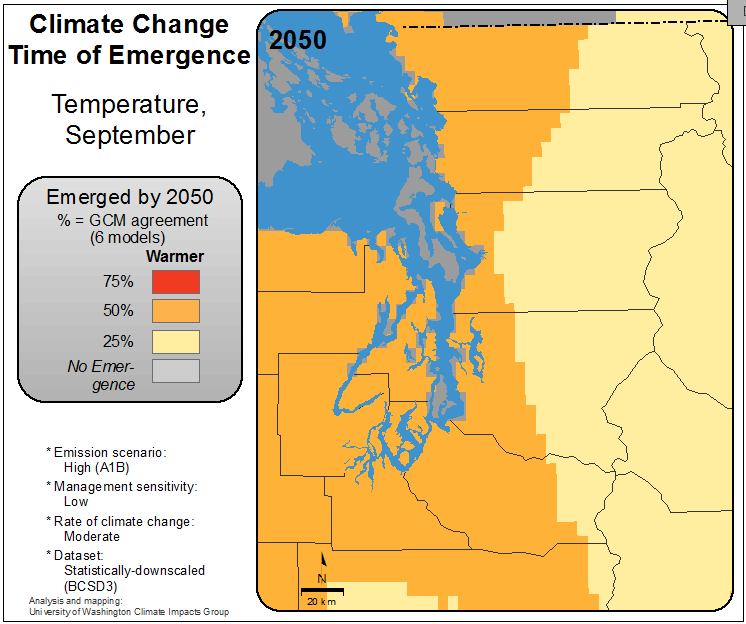 Climate Change
Time of Emergence
Temperature,
September
Emerged by 2050
% = GCM agreement
(6 models)
Warmer
75%
50%
25%
No Emer-
gence
* Emission scenario:
High (A1B)
* Management sensitivity:
Low
* Rate of climate change:
Moderate
* Dataset:
Statistically-downscaled
(BCSD3)
Analysis and mapping:
University of Washington Climate Impacts Group
2050
N
20 km